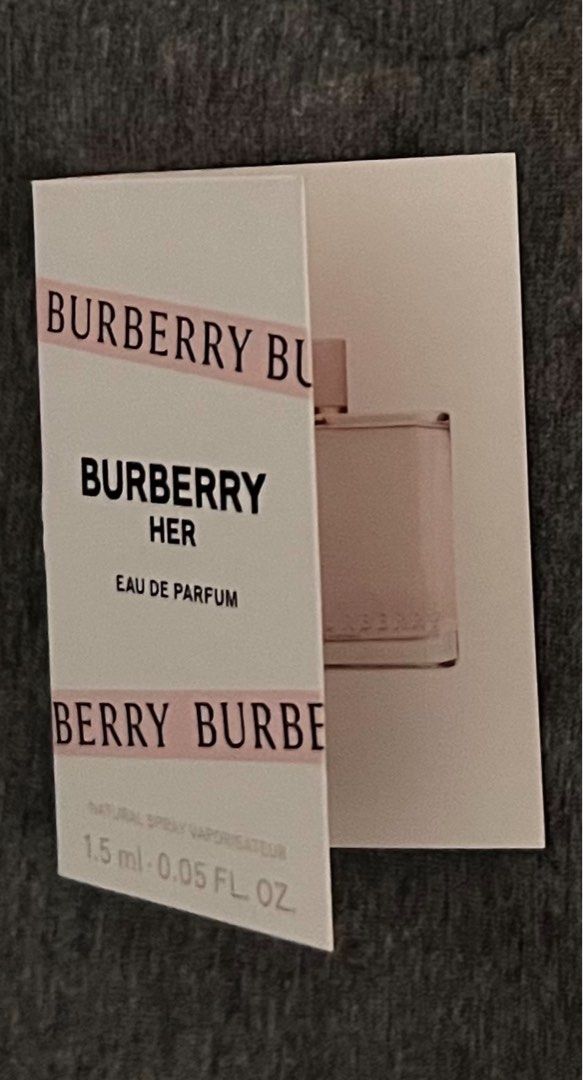 BURBERRY BU
BURBERRY
HER
EAU DE PARFUM
BERRY BURBE
NATURAL SPRAY VAPORISATEUR
1.5 ml · 0.05 FL. OZ.
URBERRY